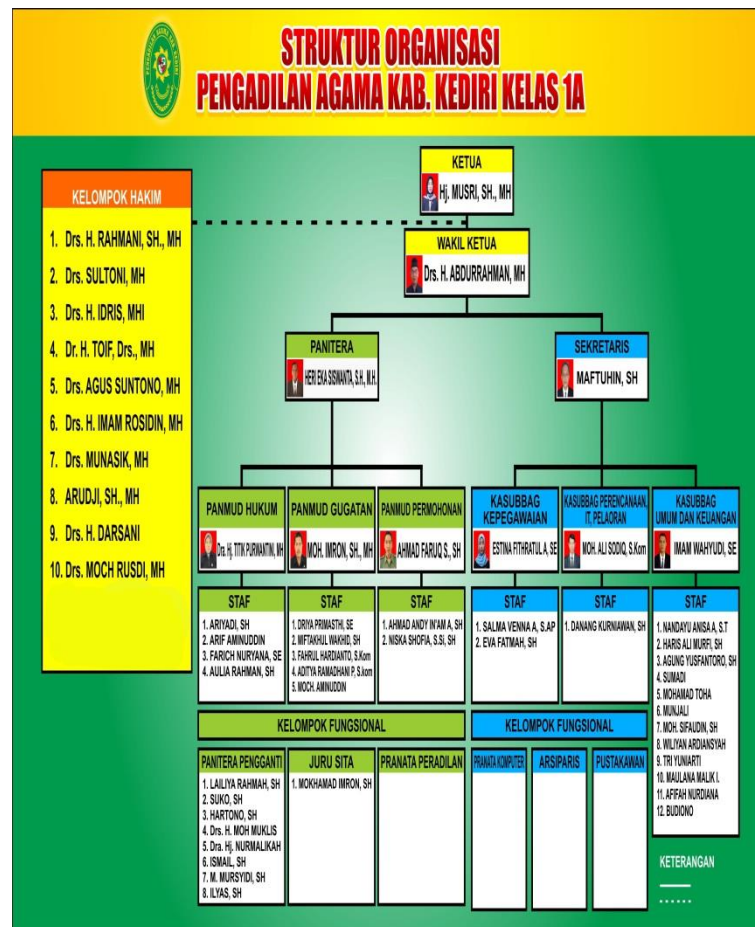 STRUKTUR ORGANISASI
PENGADILAN AGAMA KAB. KEDIRI KELAS 1A
KETUA
Hj. MUSRI, SH., MH
WAKIL KETUA
Drs. H. ABDURRAHMAN, MH
KELOMPOK HAKIM
1. Drs. H. RAHMANI, SH., MH
2. Drs. SULTONI, MH
3. Drs. H. IDRIS, MHI
4. Dr. H. TOIF, Drs., MH
5. Drs. AGUS SUNTONO, MH
6. Drs. H. IMAM ROSIDIN, MH
7. Drs. MUNASIK, MH
8. ARUDJI, SH., MH
9. Drs. H. DARSANI
10. Drs. MOCH RUSDI, MH
PANITERA
HERI EKA SISWANTA, S.H., M.H.
SEKRETARIS
MAFTUHIN, SH
PANMUD HUKUM
Dra. Hj. TITIK PURWANTINI, MH
PANMUD GUGATAN
MOH. IMRON, SH., MH
PANMUD PERMOHONAN
AHMAD FARUQ S., SH
KASUBBAG
KEPEGAWAIAN
ESTINA FITHRATUL A, SE
KASUBBAG PERENCANAAN,
IT, PELAORAN
MOH. ALI SODIQ, S.Kom
KASUBBAG
UMUM DAN KEUANGAN
IMAM WAHYUDI, SE
STAF
1. ARIYADI, SH
2. ARIF AMINUDDIN
3. FARICH NURYANA, SE
4. AULIA RAHMAN, SH
STAF
1. DRIYA PRIMASTHI, SE
2. MIFTAKHUL WAKHID, SH
3. FAHRUL HARDIANTO, S.Kom
4. ADITYA RAMADHANI P, S.kom
5. MOCH. AMINUDDIN
STAF
1. AHMAD ANDY IN'AM A, SH
2. NISKA SHOFIA, S.SI, SH
STAF
1. SALMA VENNA A, S.AP
2. EVA FATMAH, SH
STAF
1. DANANG KURNIAWAN, SH
STAF
1. NANDAYU ANISA A, S.T
2. HARIS ALI MURFI, SH
3. AGUNG YUSFANTORO, SH
4. SUMADI
5. MOHAMAD TOHA
6. MUNJALI
7. MOH. SIFAUDIN, SH
8. WILIYAN ARDIANSYAH
9. TRI YUNIARTI
10. MAULANA MALIK I.
11. AFIFAH NURDIANA
12. BUDIONO
KELOMPOK FUNGSIONAL
PANITERA PENGGANTI
1. LAILIYA RAHMAH, SH
2. SUKO, SH
3. HARTONO, SH
4. Drs. H. MOH MUKLIS
5. Dra. Hj. NURMALIKAH
6. ISMAIL, SH
7. M. MURSYIDI, SH
8. ILYAS, SH
JURU SITA
1. MOKHAMAD IMRON, SH
PRANATA PERADILAN
KELOMPOK FUNGSIONAL
PRANATA KOMPUTER
ARSIPARIS
PUSTAKAWAN
KETERANGAN